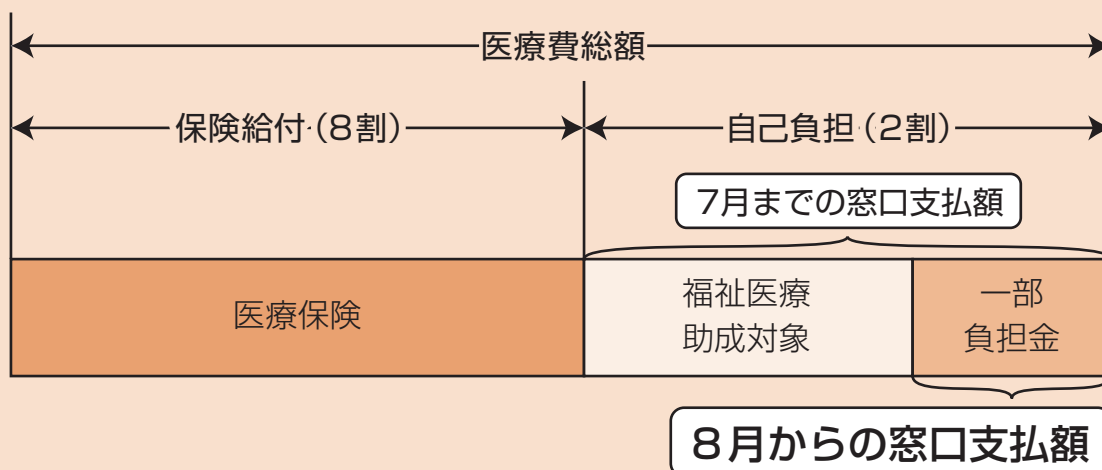 医療費総額
保険給付(8割)
自己負担(2割)
7月までの窓口支払額
医療保険
福祉医療
助成対象
一部
負担金
8月からの窓口支払額